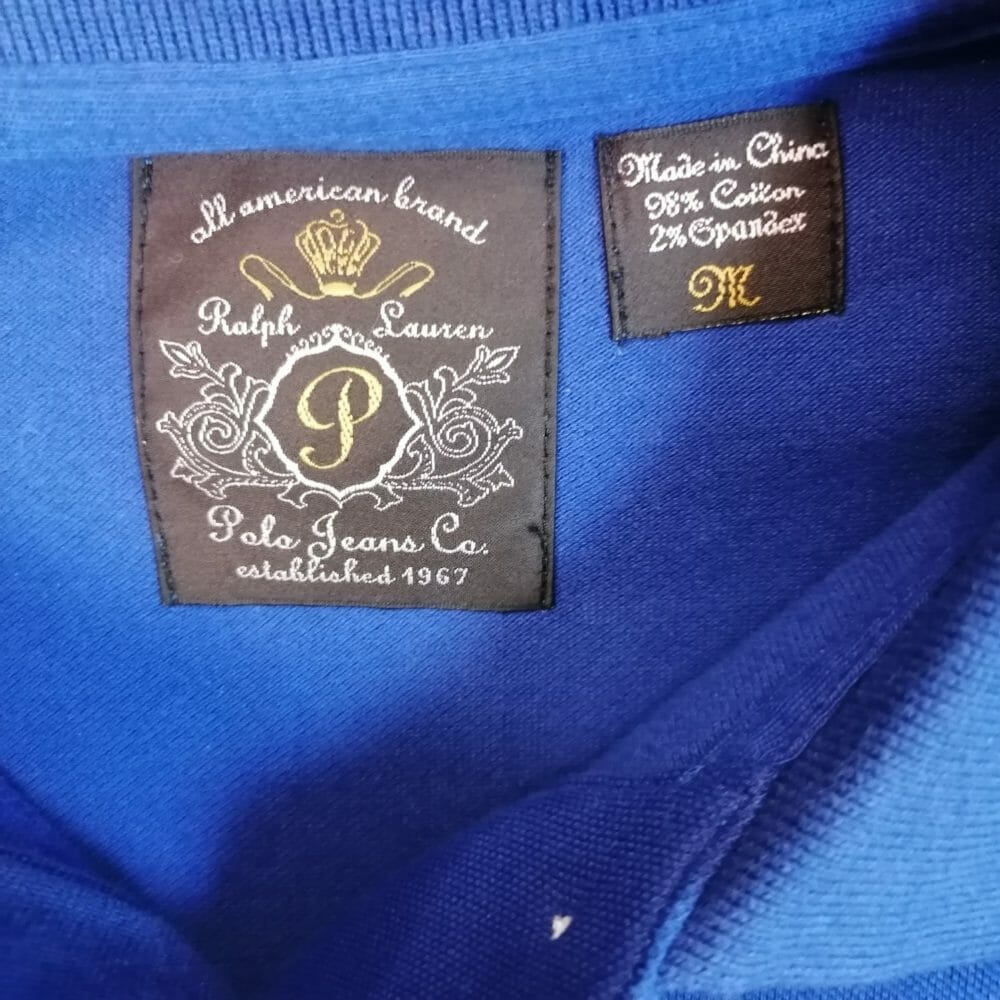 all american brand
Ralph Lauren
P
Polo Jeans Co.
established 1967
Made in China
98% Cotton
2% Spandex
M